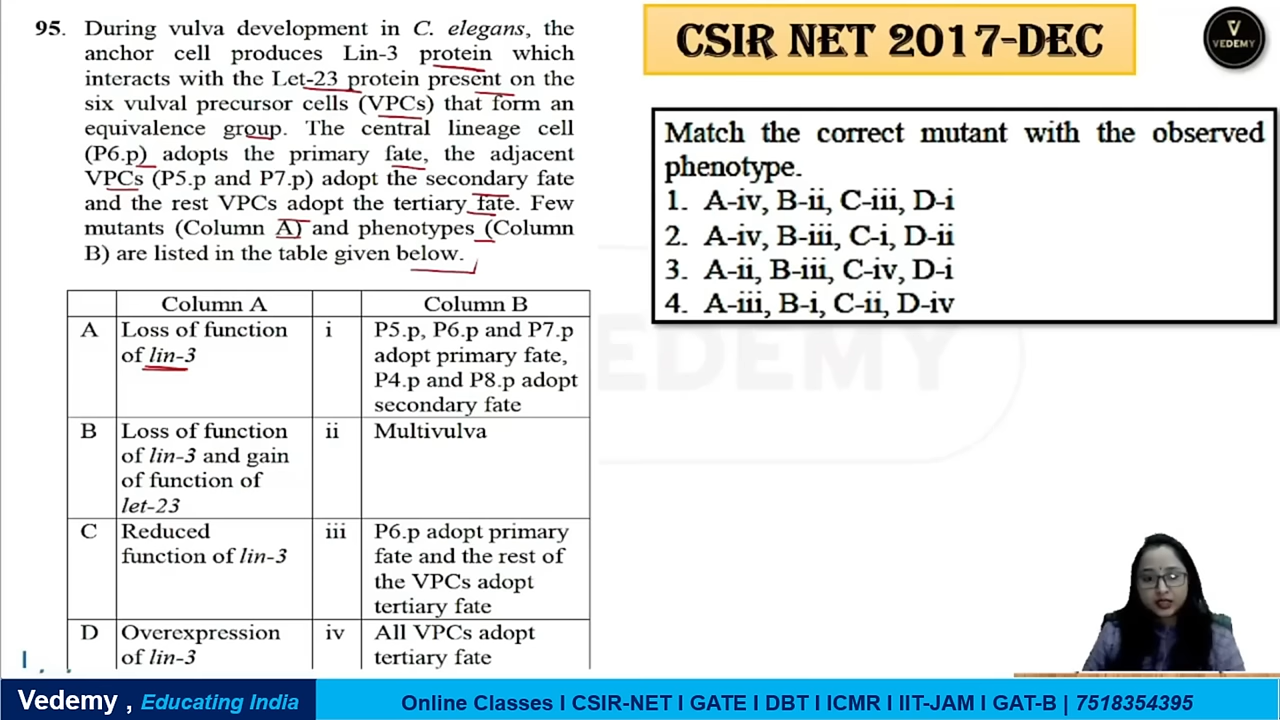 95. During vulva development in C. elegans, the
anchor cell produces Lin-3 protein which
interacts with the Let-23 protein present on the
six vulval precursor cells (VPCs) that form an
equivalence group. The central lineage cell
(P6.p) adopts the primary fate, the adjacent
VPCs (P5.p and P7.p) adopt the secondary fate
and the rest VPCs adopt the tertiary fate. Few
mutants (Column A) and phenotypes (Column
B) are listed in the table given below.
Column A Column B
A Loss of function i P5.p, P6.p and P7.p
of lin-3 adopt primary fate,
P4.p and P8.p adopt
secondary fate
B Loss of function ii Multivulva
of lin-3 and gain
of function of
let-23
C Reduced iii P6.p adopt primary
function of lin-3 fate and the rest of
the VPCs adopt
tertiary fate
D Overexpression iv All VPCs adopt
of lin-3 tertiary fate
CSIR NET 2017-DEC
VEDEMY
Match the correct mutant with the observed
phenotype.
1. A-iv, B-ii, C-iii, D-i
2. A-iv, B-iii, C-i, D-ii
3. A-ii, B-iii, C-iv, D-i
4. A-iii, B-i, C-ii, D-iv
VEDEMY
Vedemy , Educating India
Online Classes I CSIR-NET I GATE I DBT I ICMR I IIT-JAM I GAT-B | 7518354395